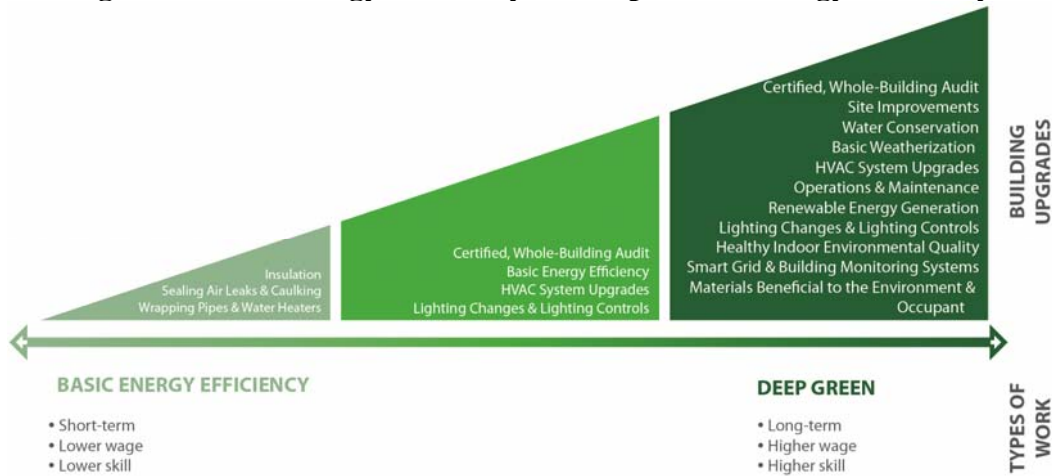 Insulation
Sealing Air Leaks & Caulking
Wrapping Pipes & Water Heaters
Certified, Whole-Building Audit
Basic Energy Efficiency
HVAC System Upgrades
Lighting Changes & Lighting Controls
Certified, Whole-Building Audit
Site Improvements
Water Conservation
Basic Weatherization
HVAC System Upgrades
Operations & Maintenance
Renewable Energy Generation
Lighting Changes & Lighting Controls
Healthy Indoor Environmental Quality
Smart Grid & Building Monitoring Systems
Materials Beneficial to the Environment &
Occupant
BUILDING
UPGRADES
BASIC ENERGY EFFICIENCY
• Short-term
• Lower wage
• Lower skill
DEEP GREEN
• Long-term
• Higher wage
• Higher skill
TYPES OF
WORK